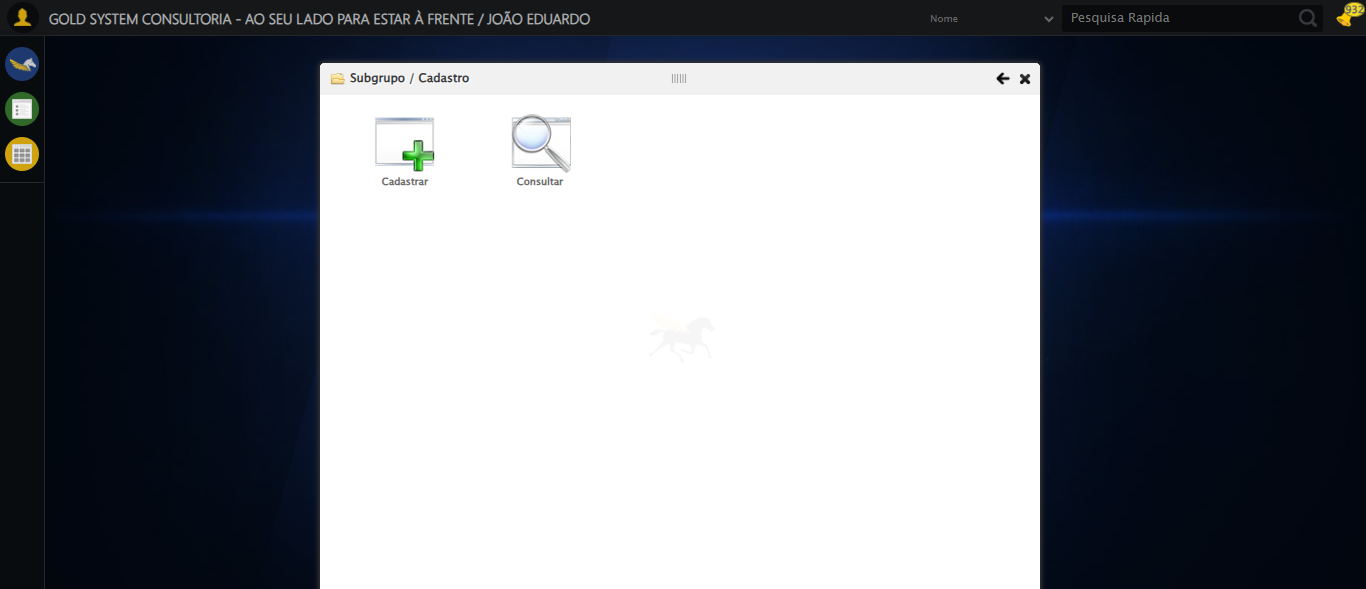 GOLD SYSTEM CONSULTORIA - AO SEU LADO PARA ESTAR À FRENTE / JOÃO EDUARDO
Nome
Pesquisa Rapida
932
Subgrupo / Cadastro
Cadastrar
Consultar